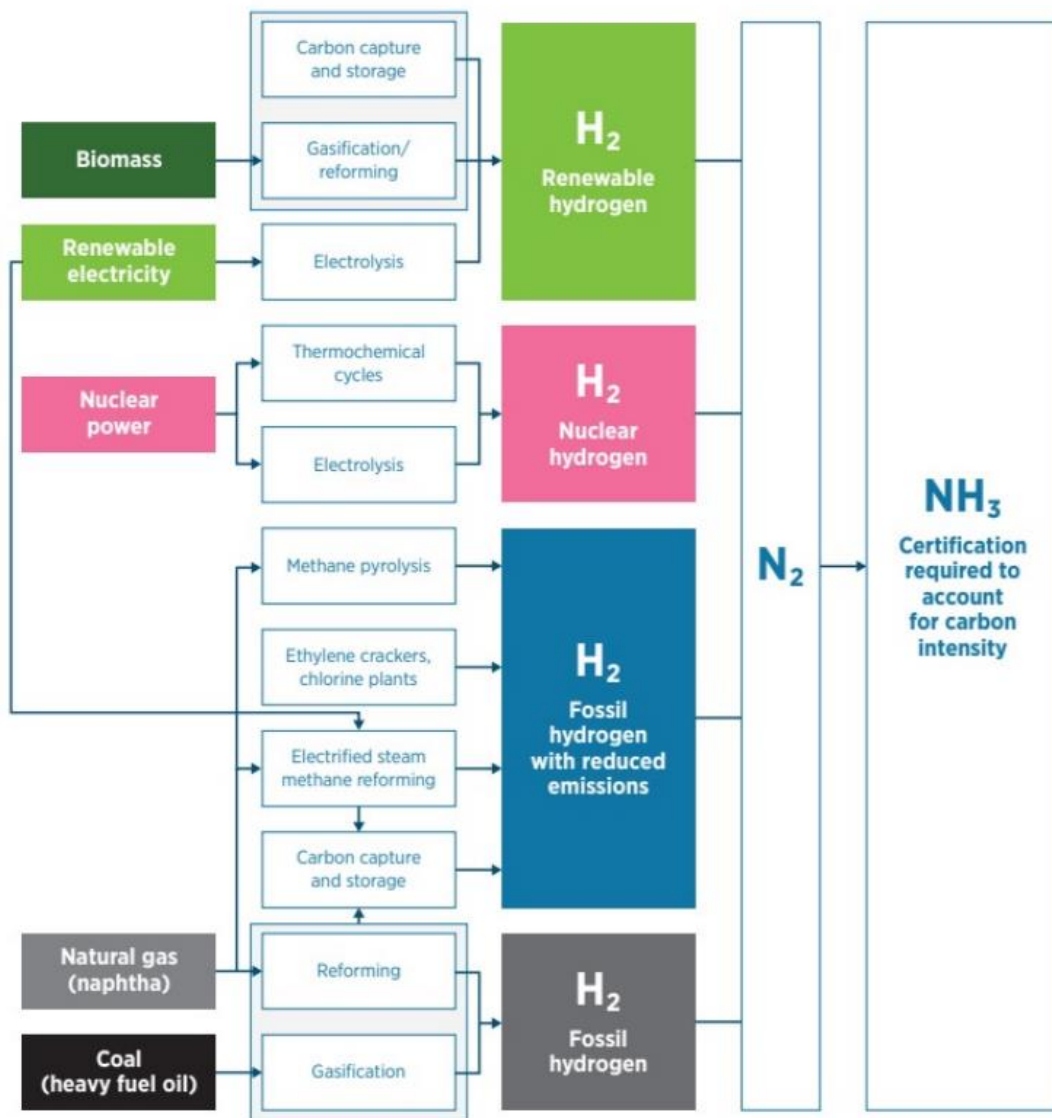 Carbon capture
and storage
Biomass
Gasification/
reforming
H₂
Renewable
hydrogen
Renewable
electricity
Electrolysis
Thermochemical
cycles
Nuclear
power
Electrolysis
H₂
Nuclear
hydrogen
Methane pyrolysis
Ethylene crackers,
chlorine plants
Electrified steam
methane reforming
Carbon capture
and storage
H₂
Fossil
hydrogen
with reduced
emissions
Natural gas
(naphtha)
Reforming
Coal
(heavy fuel oil)
Gasification
H₂
Fossil
hydrogen
N₂
NH₃
Certification
required to
account
for carbon
intensity